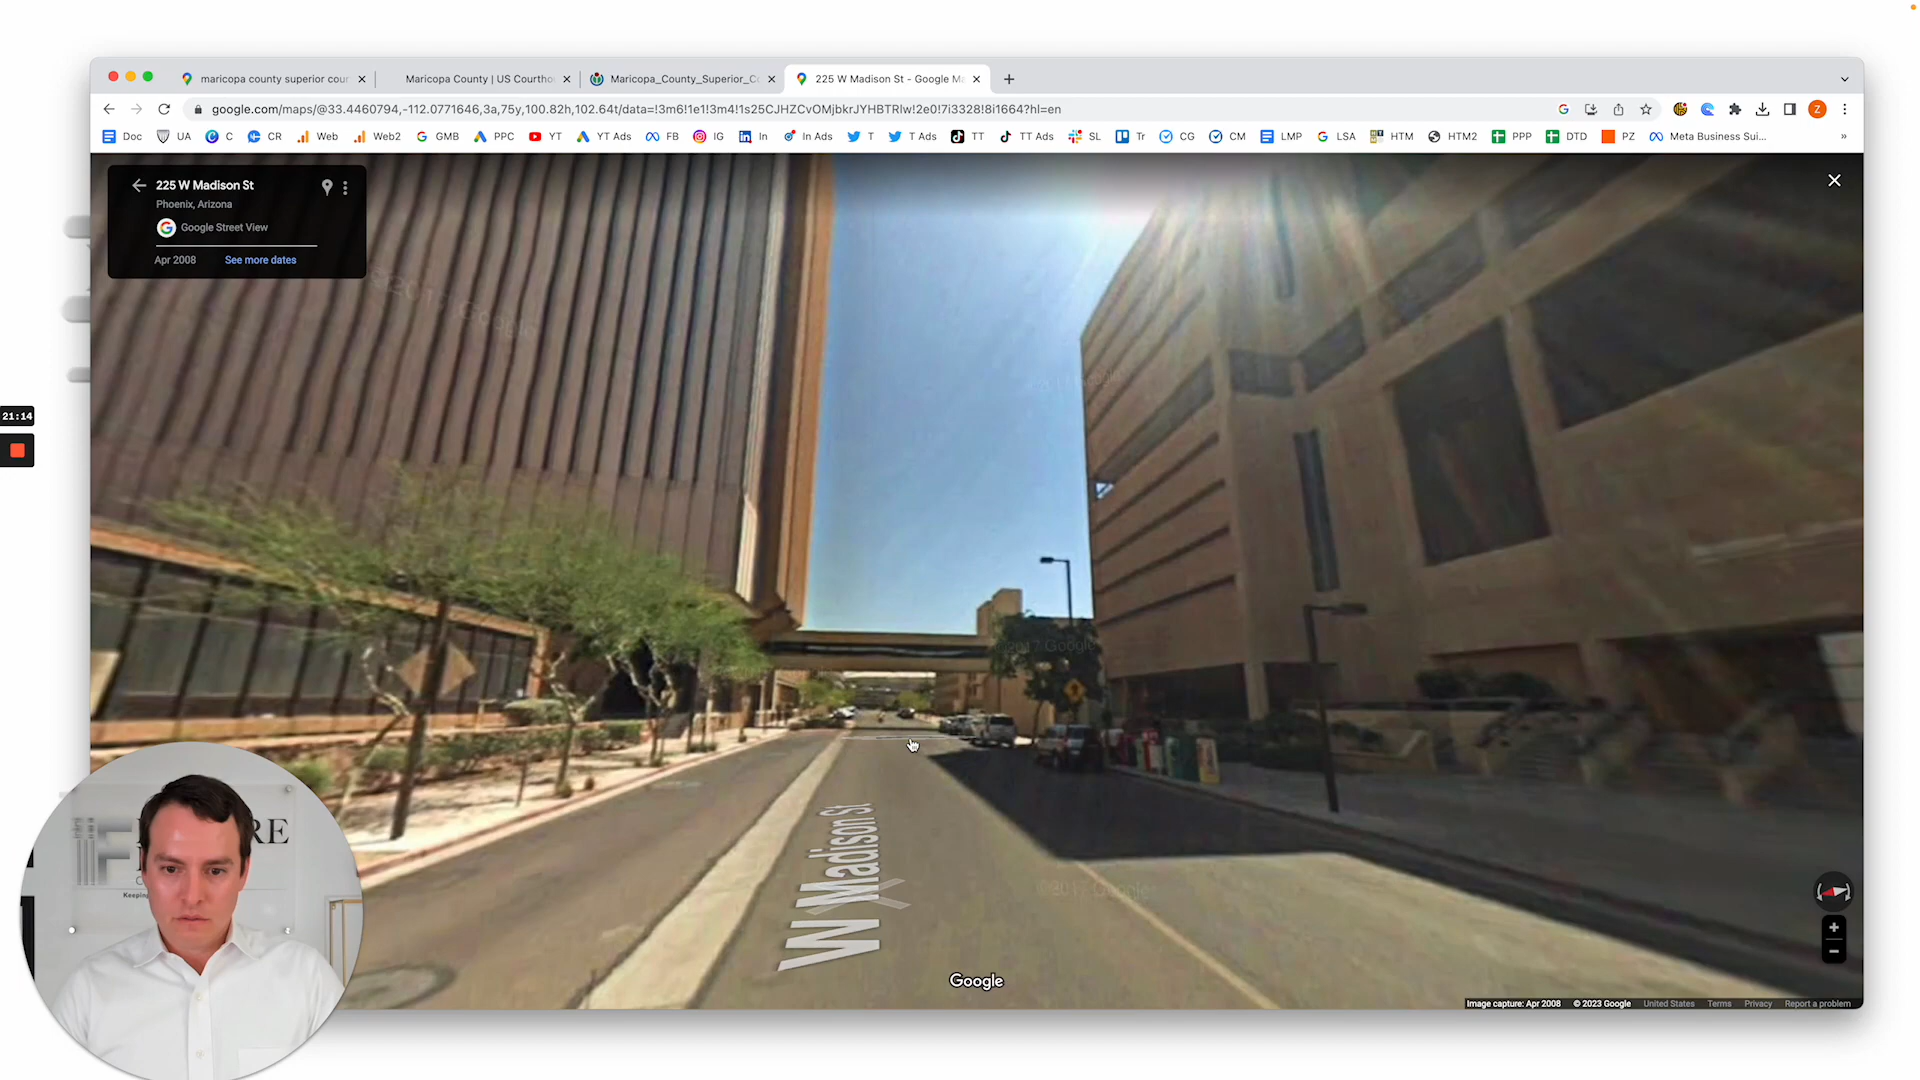 maricopa county superior cour
Maricopa County | US Courtho
Maricopa_County_Superior_Co
225 W Madison St - Google Ma
google.com/maps/@33.4460794,-112.0771646,3a,75y,100.82h,102.64t/data=!3m6!1e1!3m4!1s25CJHZCvOMjbkrJYHBTRlw!2e0!7i3328!8i1664?hl=en
Z
Doc UA C CR Web Web2 GMB PPC YT YT Ads FB IG In In Ads T T Ads TT TT Ads SL Tr CG CM LMP LSA HTM HTM2 PPP DTD PZ Meta Business Sui...
225 W Madison St
Phoenix, Arizona
Google Street View
Apr 2008 See more dates
21:14
W Madison St
Google
Image capture: Apr 2008 © 2023 Google United States Terms Privacy Report a problem